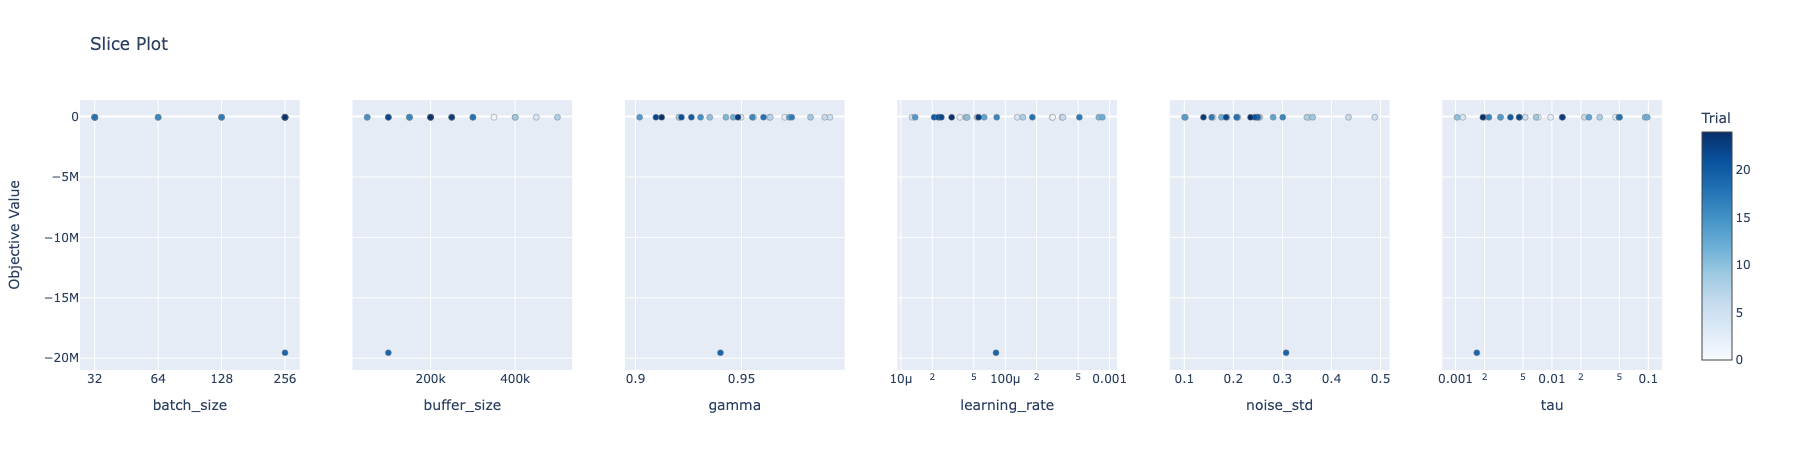 Slice Plot
Objective Value
0
−5M
−10M
−15M
−20M
32 64 128 256
batch_size
200k 400k
buffer_size
0.9 0.95
gamma
10μ 2 5 100μ 2 5 0.001
learning_rate
0.1 0.2 0.3 0.4 0.5
noise_std
0.001 2 5 0.01 2 5 0.1
tau
Trial
20
15
10
5
0